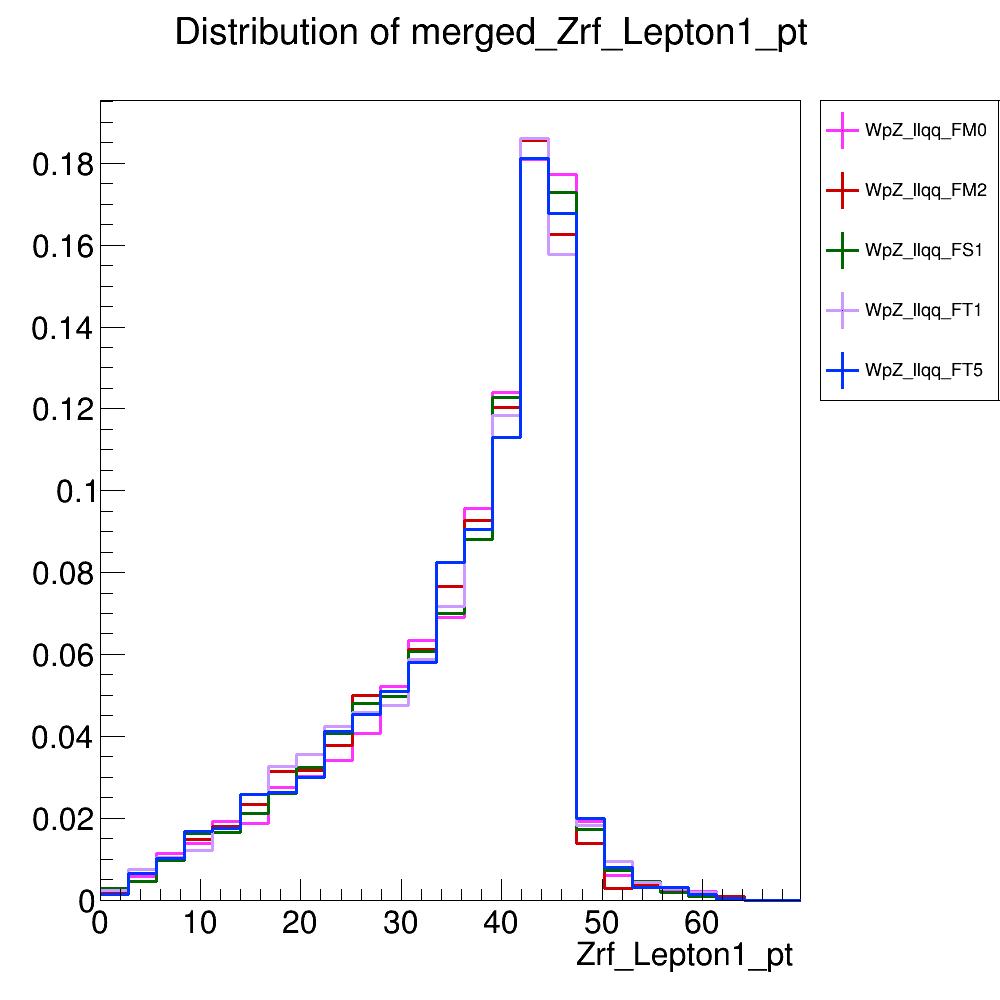 Distribution of merged_Zrf_Lepton1_pt
0.18
0.16
0.14
0.12
0.1
0.08
0.06
0.04
0.02
0
0 10 20 30 40 50 60
Zrf_Lepton1_pt
WpZ_llqq_FM0
WpZ_llqq_FM2
WpZ_llqq_FS1
WpZ_llqq_FT1
WpZ_llqq_FT5